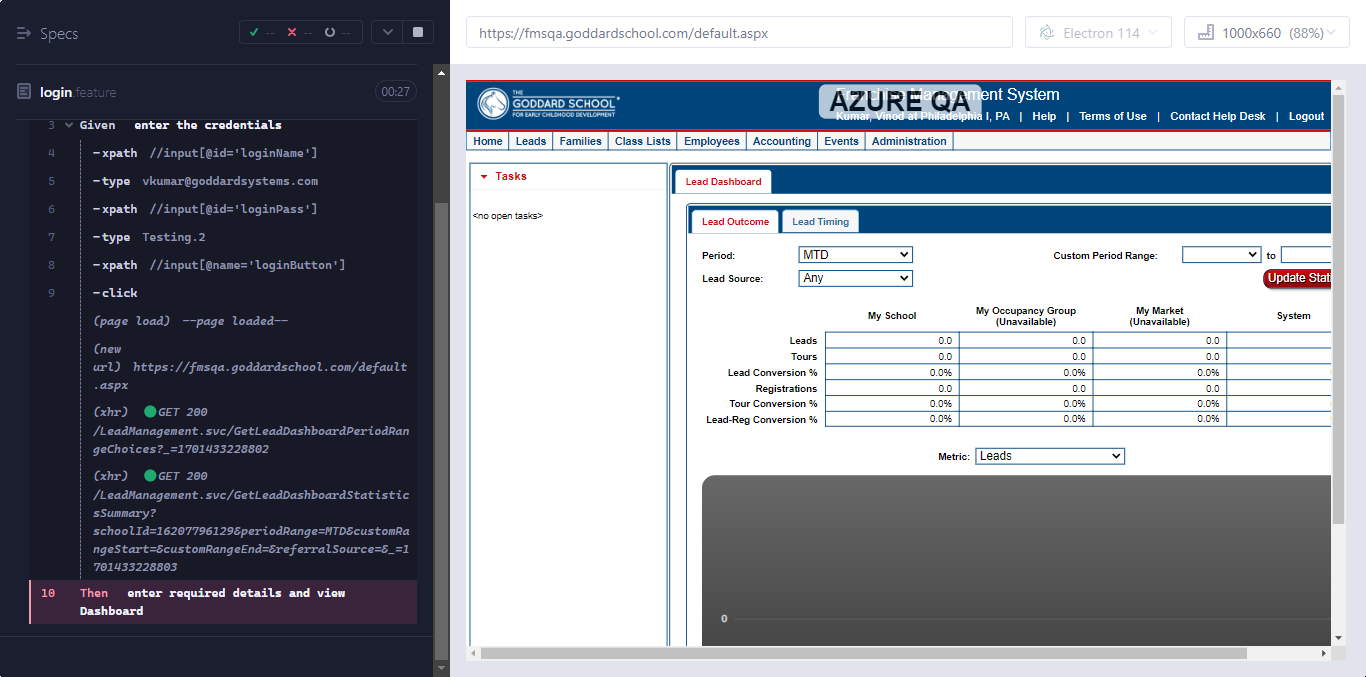 Specs
-- -- --
login.feature
00:27
3 Given enter the credentials
4 -xpath //input[@id='loginName']
5 -type vkumar@goddardsystems.com
6 -xpath //input[@id='loginPass']
7 -type Testing.2
8 -xpath //input[@name='loginButton']
9 -click
(page load) --page loaded--
(new
url) https://fmsqa.goddardschool.com/default
.aspx
(xhr) GET 200
/LeadManagement.svc/GetLeadDashboardPeriodRan
geChoices?_=1701433228802
(xhr) GET 200
/LeadManagement.svc/GetLeadDashboardStatistic
sSummary?
schoolId=16207796129&periodRange=MTD&customRa
ngeStart=&customRangeEnd=&referralSource=&_=1
701433228803
10 Then enter required details and view
Dashboard
https://fmsqa.goddardschool.com/default.aspx
Electron 114
1000x660 (88%)
THE
GODDARD SCHOOL
FOR EARLY CHILDHOOD DEVELOPMENT
Franchise Management System
AZURE QA
Kumar, Vinod at Philadelphia I, PA | Help | Terms of Use | Contact Help Desk | Logout
Home Leads Families Class Lists Employees Accounting Events Administration
Tasks
<no open tasks>
Lead Dashboard
Lead Outcome Lead Timing
Period: MTD Custom Period Range: to
Lead Source: Any
Update Stati
My School My Occupancy Group (Unavailable) My Market (Unavailable) System
Leads 0.0 0.0 0.0
Tours 0.0 0.0 0.0
Lead Conversion % 0.0% 0.0% 0.0%
Registrations 0.0 0.0 0.0
Tour Conversion % 0.0% 0.0% 0.0%
Lead-Reg Conversion % 0.0% 0.0% 0.0%
Metric: Leads
0